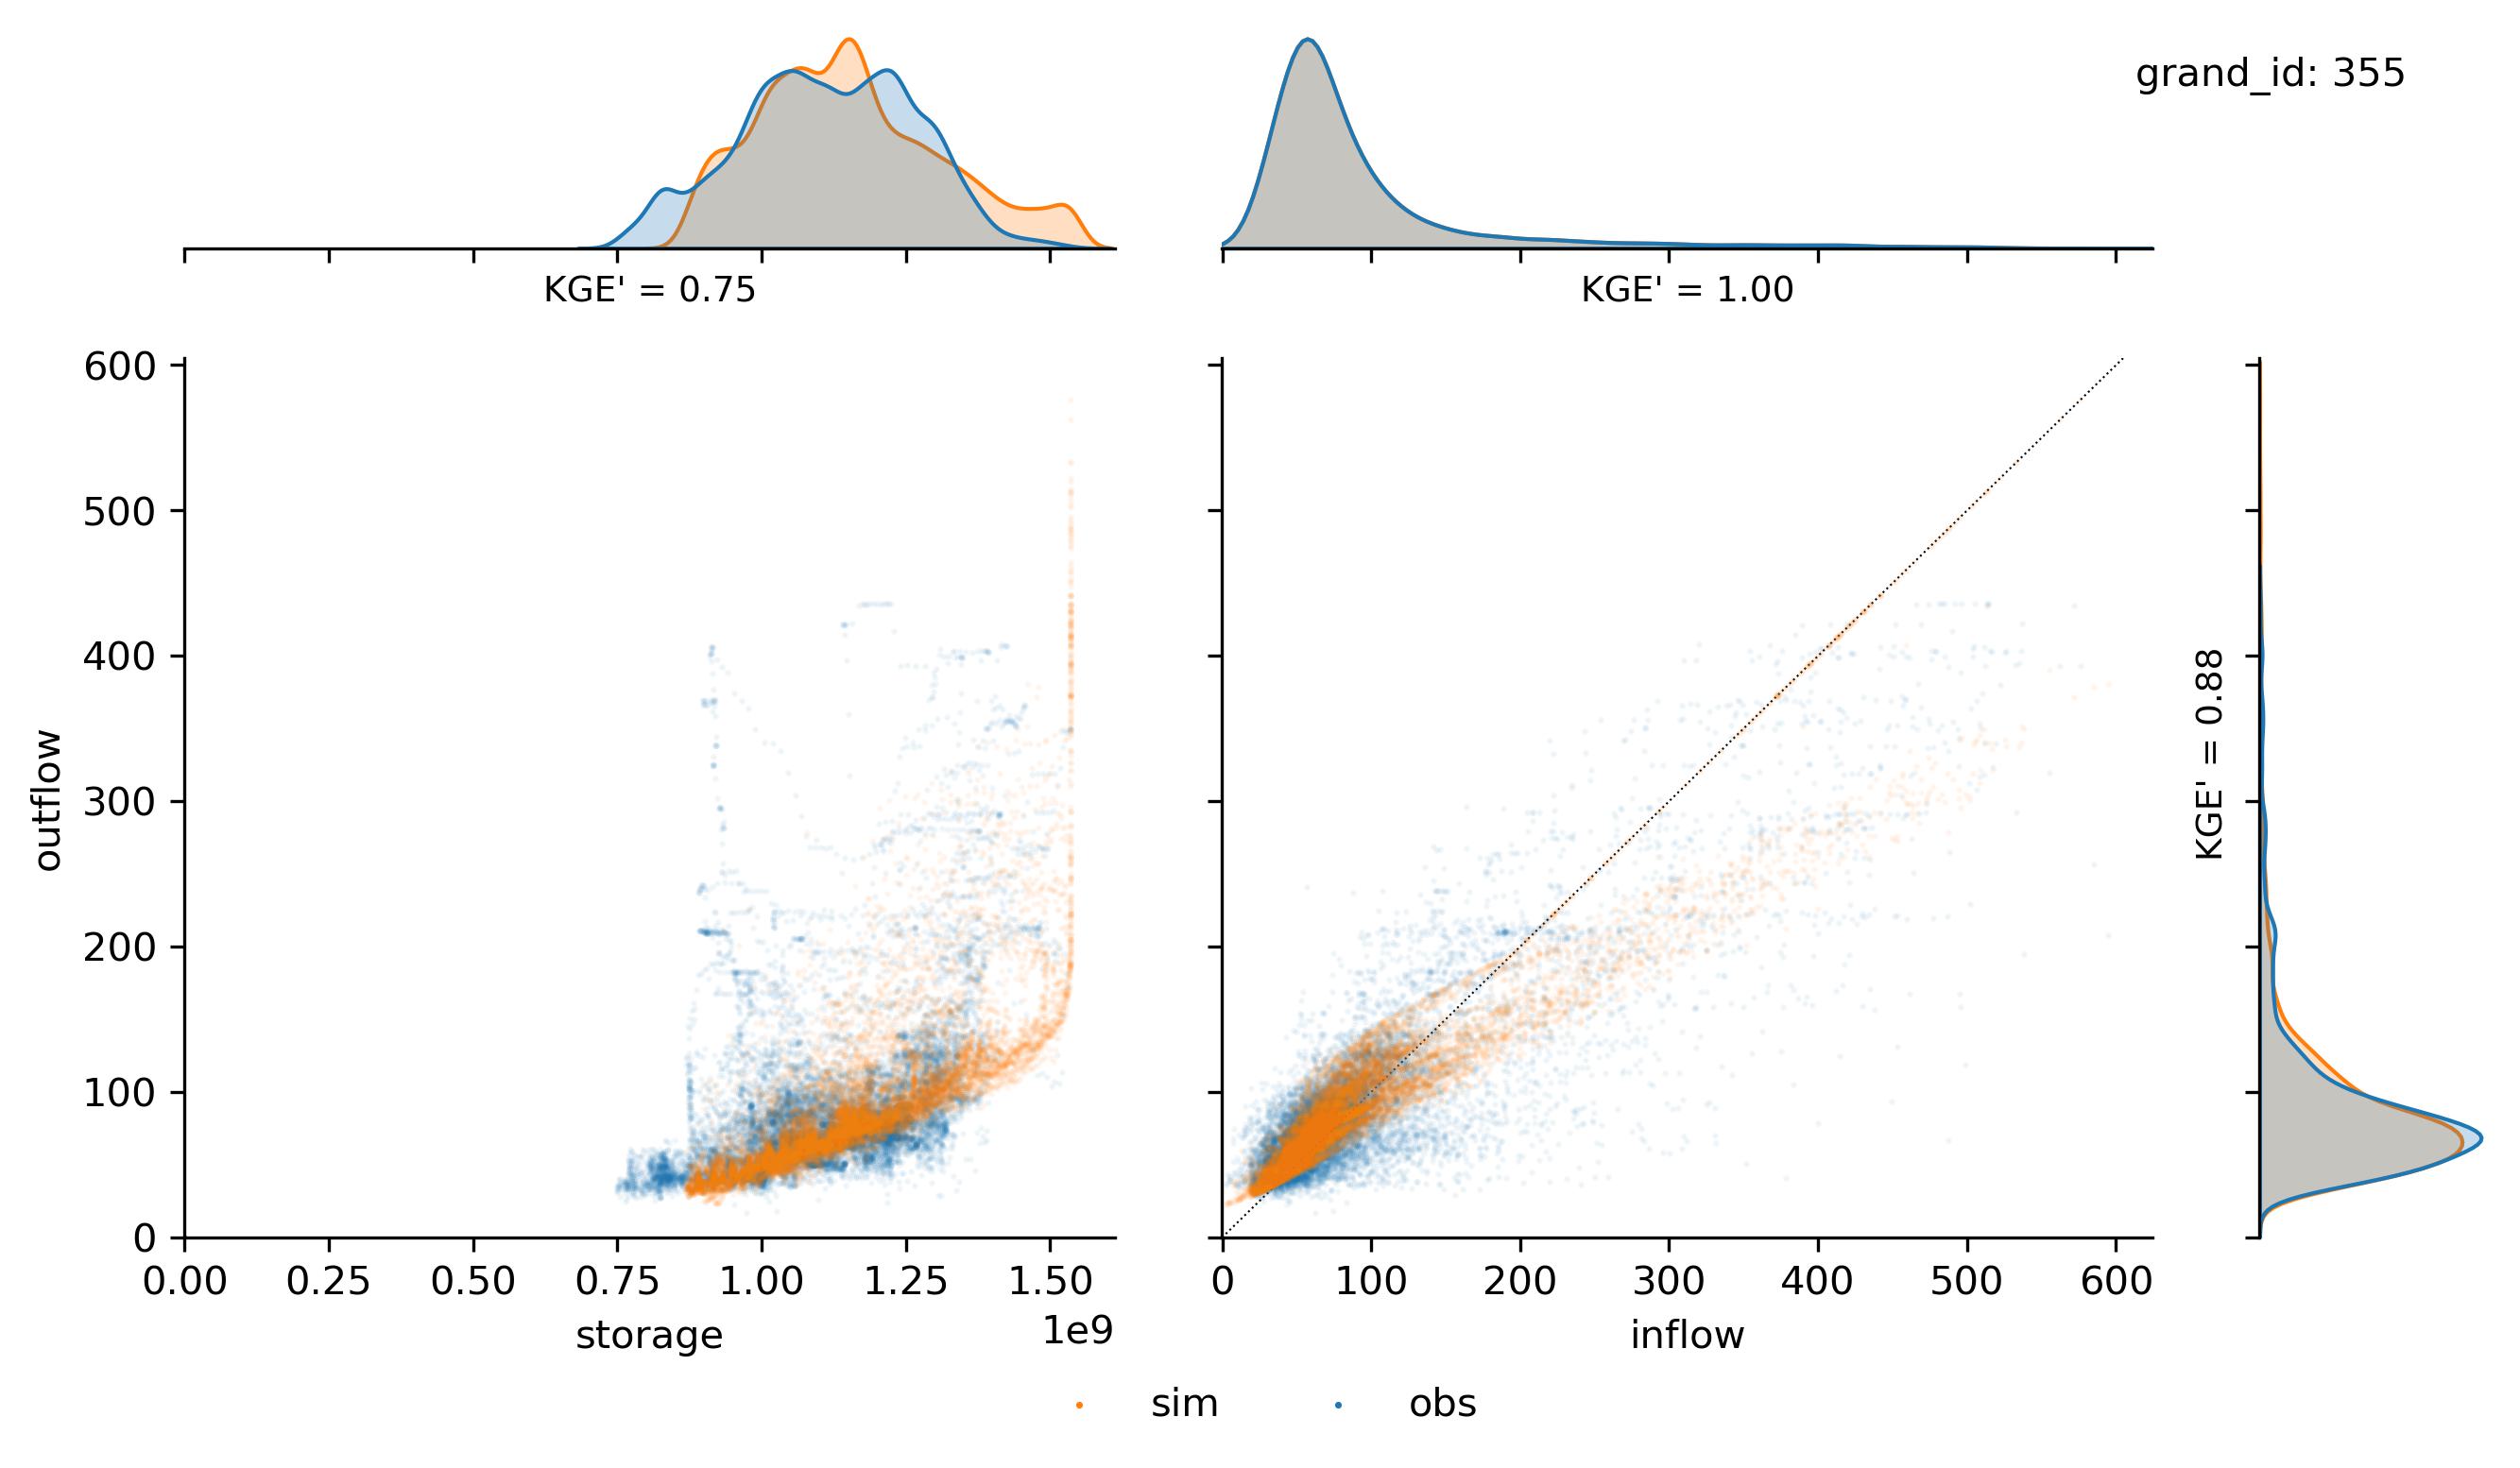 grand_id: 355
KGE' = 0.75
KGE' = 1.00
600
500
400
300
200
100
0
outflow
KGE' = 0.88
0.00 0.25 0.50 0.75 1.00 1.25 1.50
1e9
storage
0 100 200 300 400 500 600
inflow
sim obs